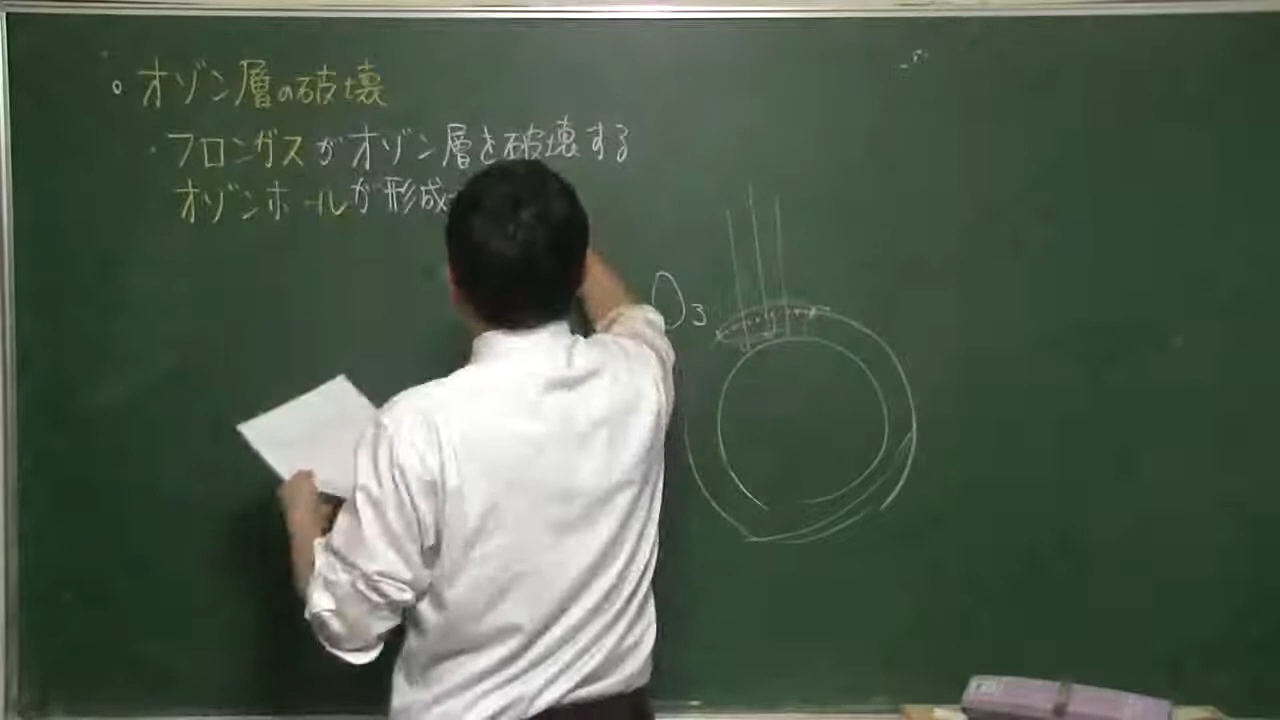 オゾン層の破壊
・フロンガスがオゾン層を破壊する
オゾンホールが形成
O3